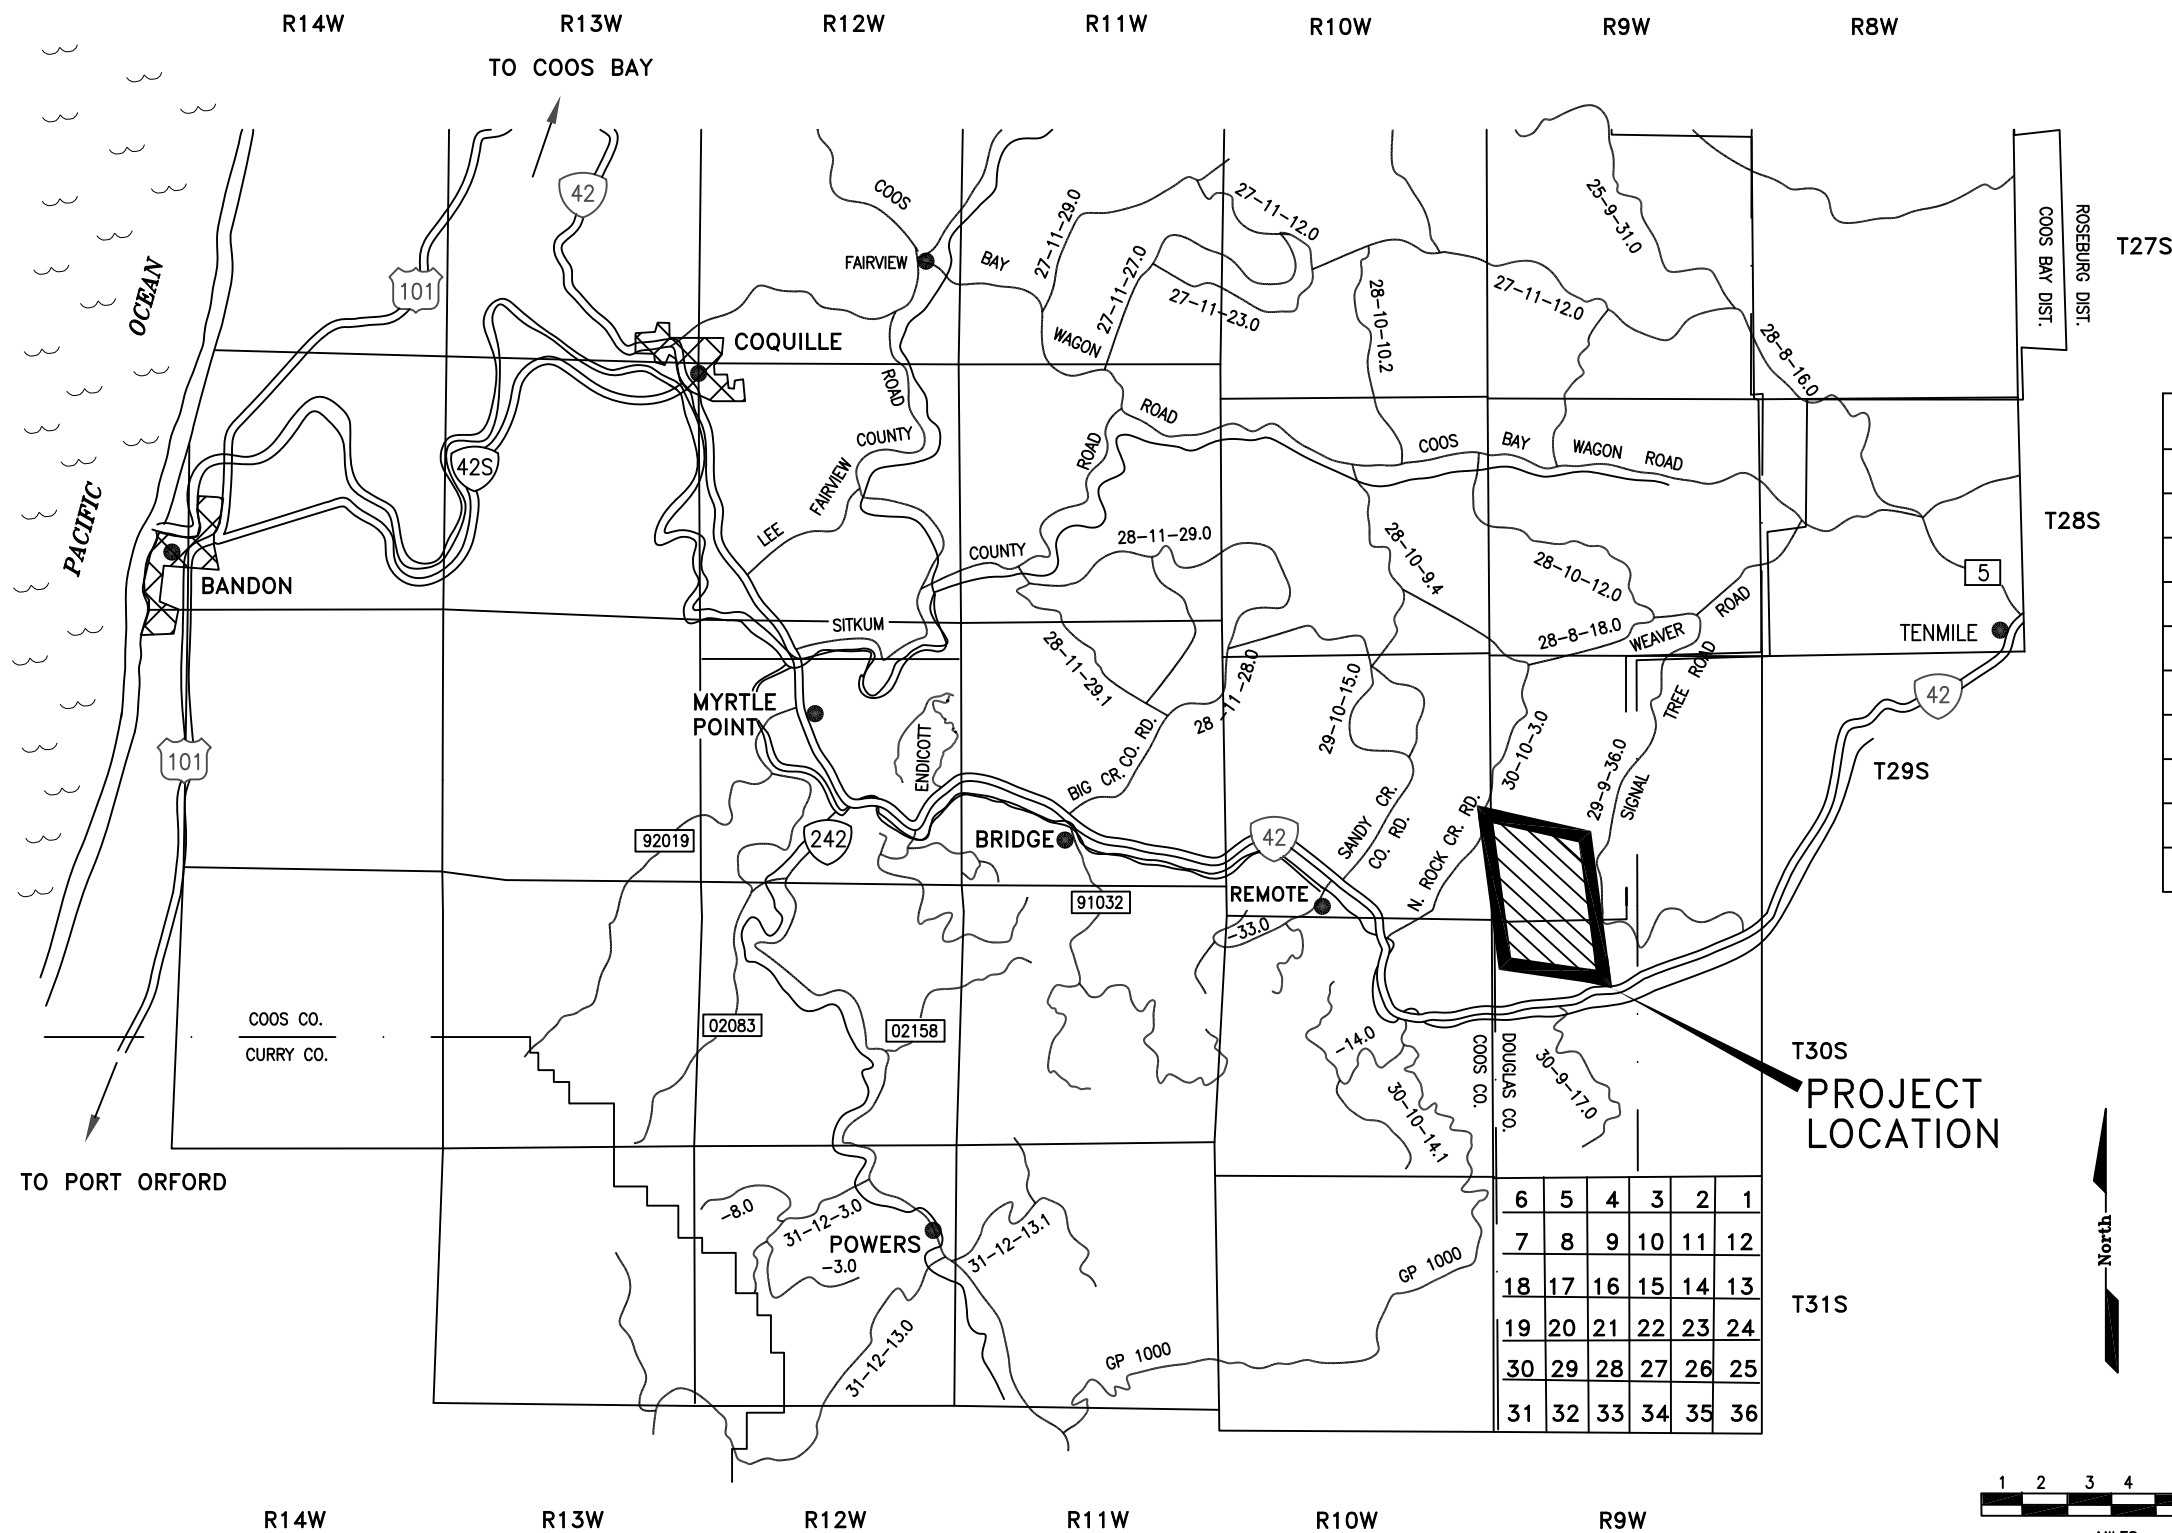 R14W
R13W
R12W
R11W
R10W
R9W
R8W
TO COOS BAY
42
COOS
27-11-29.0
27-11-12.0
25-9-31.0
COOS BAY DIST.
ROSEBURG DIST.
T27S
FAIRVIEW
BAY
27-11-27.0
27-11-23.0
28-10-10.2
27-11-12.0
OCEAN
101
COQUILLE
WAGON
28-8-16.0
ROAD
ROAD
COUNTY
ROAD
COOS
BAY
WAGON
ROAD
42S
FAIRVIEW
LEE
PACIFIC
T28S
COUNTY
28-11-29.0
28-10-9.4
28-10-12.0
5
BANDON
ROAD
SITKUM
28-8-18.0
WEAVER
TENMILE
28-11-29.1
28-11-28.0
29-10-15.0
ROAD
TREE
42
MYRTLE
POINT
ENDICOTT
30-10-3.0
101
BIG CR. CO. RD.
29-9-36.0
SIGNAL
T29S
92019
242
BRIDGE
42
SANDY CR.
CO. RD.
N. ROCK CR. RD.
REMOTE
91032
-33.0
COOS CO.
CURRY CO.
02083
02158
-14.0
COOS CO.
DOUGLAS CO.
30-9-17.0
T30S
PROJECT
LOCATION
30-10-14.1
TO PORT ORFORD
-8.0
31-12-3.0
POWERS
-3.0
31-12-13.1
GP 1000
6 5 4 3 2 1
7 8 9 10 11 12
18 17 16 15 14 13
19 20 21 22 23 24
30 29 28 27 26 25
31 32 33 34 35 36
North
T31S
31-12-13.0
GP 1000
1 2 3 4
R14W
R13W
R12W
R11W
R10W
R9W